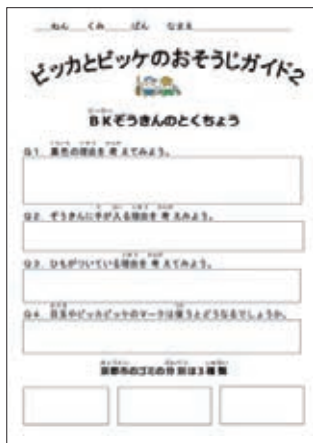 ねん くみ ばん なまえ
ピッカとピッケのおそうじガイド2
BKぞうきんのとくちょう
Q1. 黒色の理由を考えてみよう。
Q2. ぞうきんに手が入る理由を考えみよう。
Q3. ひもがついている理由を考えてみよう。
Q4. 目玉やピッカピッケのマークは使うとどうなるでしょうか。
京都市のゴミの分別は3種類